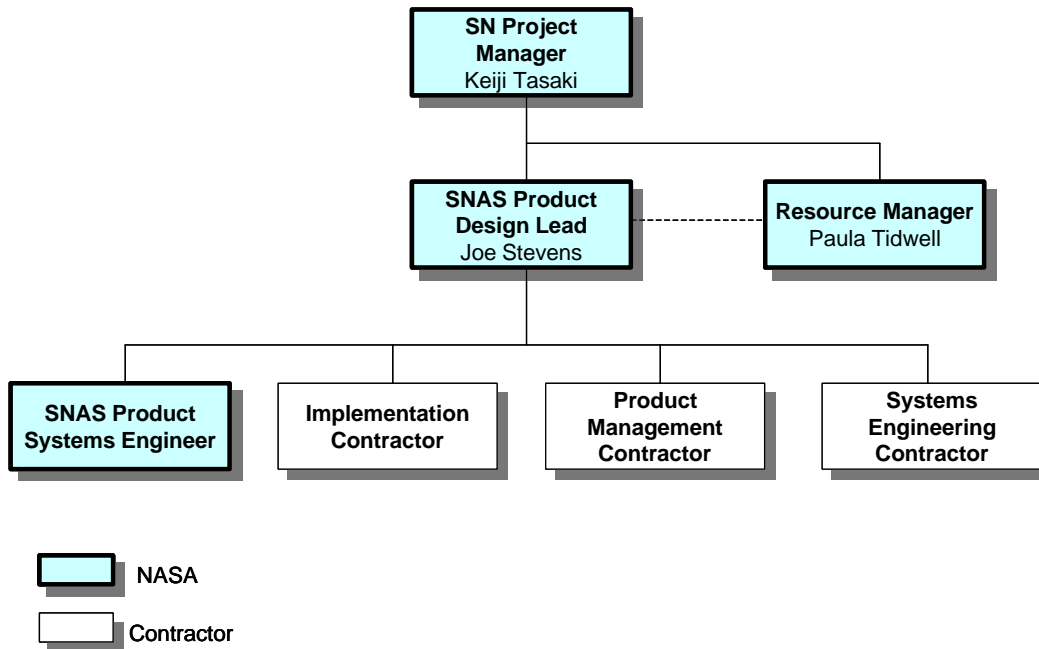 SN Project
Manager
Keiji Tasaki
SNAS Product
Design Lead
Joe Stevens
Resource Manager
Paula Tidwell
SNAS Product
Systems Engineer
Implementation
Contractor
Product
Management
Contractor
Systems
Engineering
Contractor
NASA
Contractor